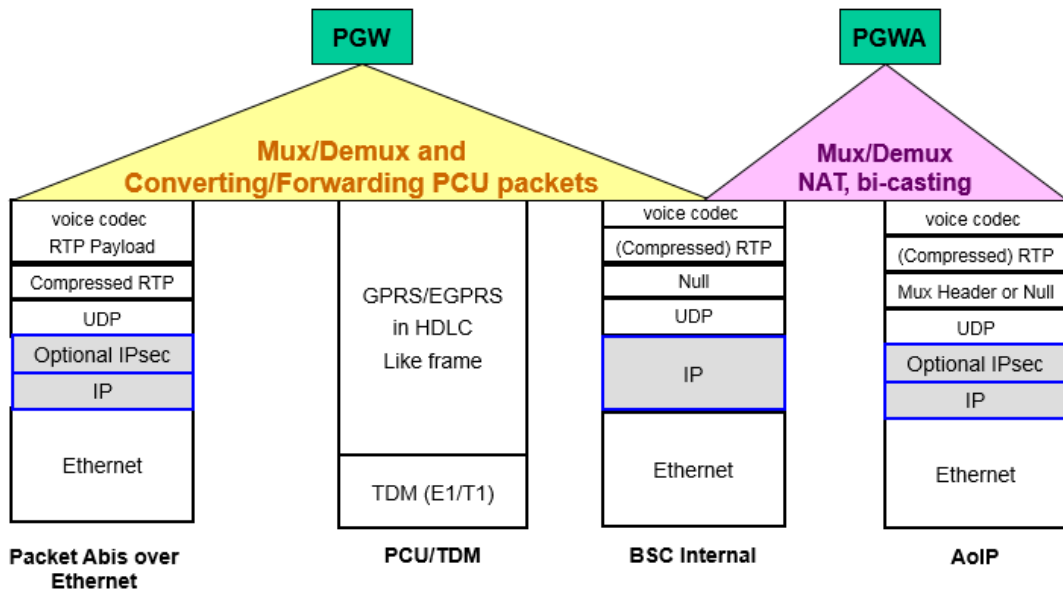 PGW
PGWA
Mux/Demux and
Converting/Forwarding PCU packets
Mux/Demux
NAT, bi-casting
voice codec
RTP Payload
Compressed RTP
UDP
Optional IPsec
IP
Ethernet
Packet Abis over
Ethernet
GPRS/EGPRS
in HDLC
Like frame
TDM (E1/T1)
PCU/TDM
voice codec
(Compressed) RTP
Null
UDP
IP
Ethernet
BSC Internal
voice codec
(Compressed) RTP
Mux Header or Null
UDP
Optional IPsec
IP
Ethernet
AoIP